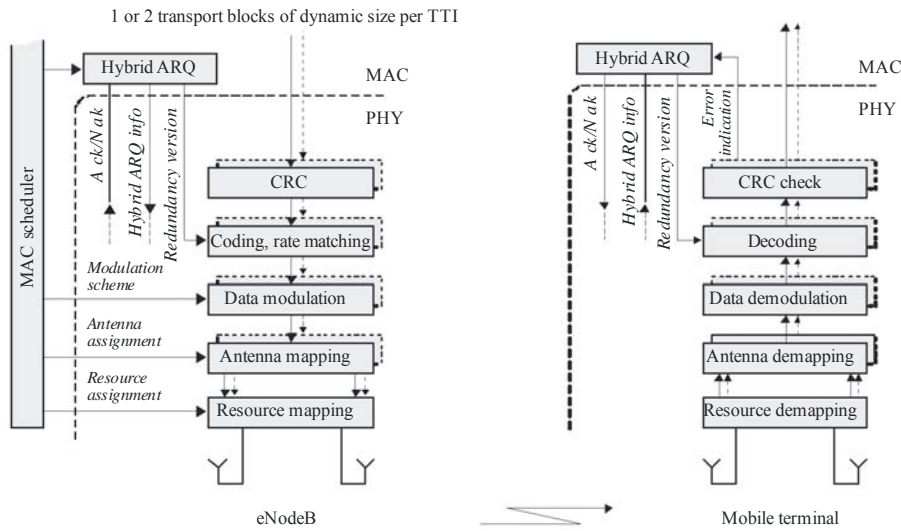 1 or 2 transport blocks of dynamic size per TTI
MAC scheduler
Hybrid ARQ
MAC
PHY
A ck/N ak
Hybrid ARQ info
Redundancy version
CRC
Coding, rate matching
Modulation
scheme
Data modulation
Antenna
assignment
Antenna mapping
Resource
assignment
Resource mapping
eNodeB
Hybrid ARQ
MAC
PHY
A ck/N ak
Hybrid ARQ info
Redundancy version
Error
indication
CRC check
Decoding
Data demodulation
Antenna demapping
Resource demapping
Mobile terminal